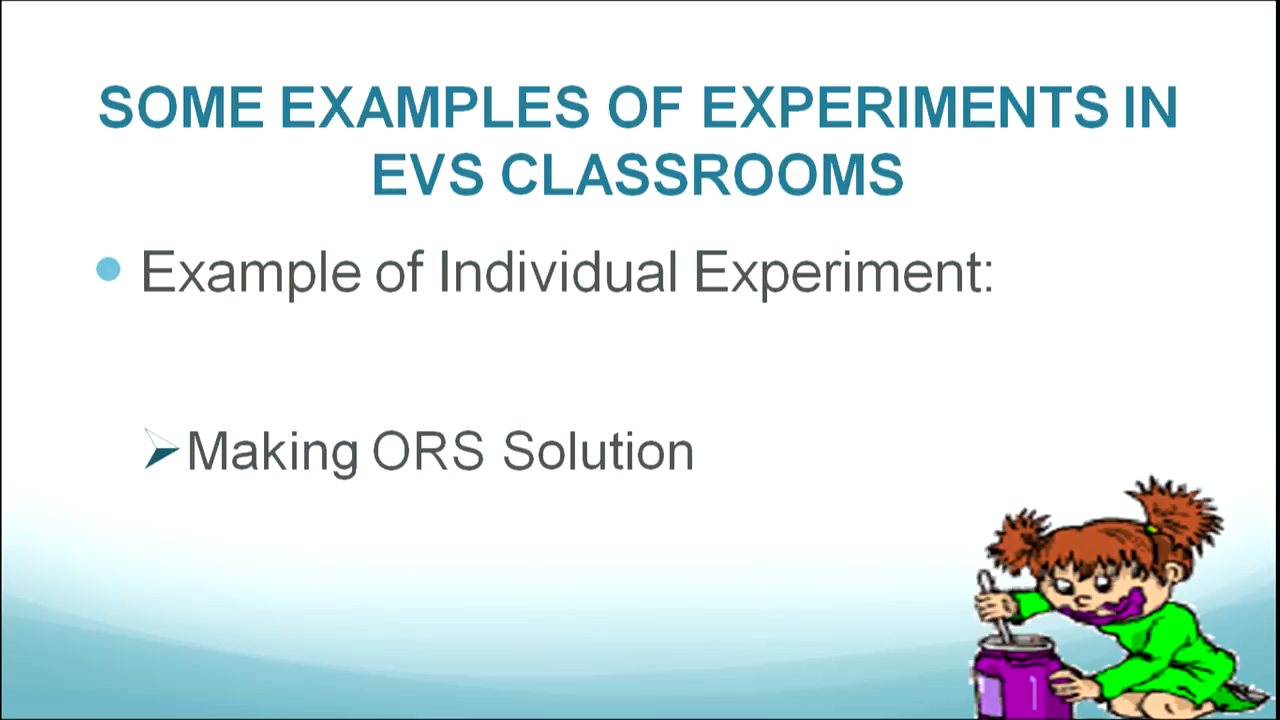 SOME EXAMPLES OF EXPERIMENTS IN
EVS CLASSROOMS
Example of Individual Experiment:
Making ORS Solution